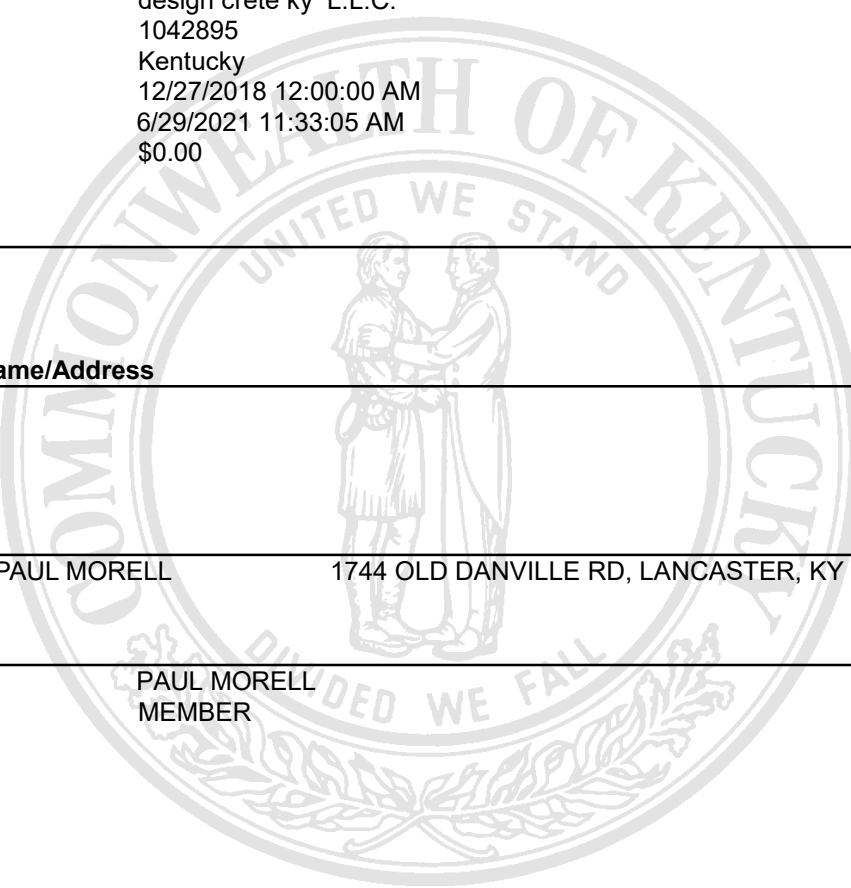 design crete ky L.L.C.
1042895
Kentucky
12/27/2018 12:00:00 AM
6/29/2021 11:33:05 AM
$0.00
COMMONWEALTH OF KENTUCKY
UNITED WE STAND
ame/Address
PAUL MORELL 1744 OLD DANVILLE RD, LANCASTER, KY
DIVIDED WE FALL
PAUL MORELL
MEMBER